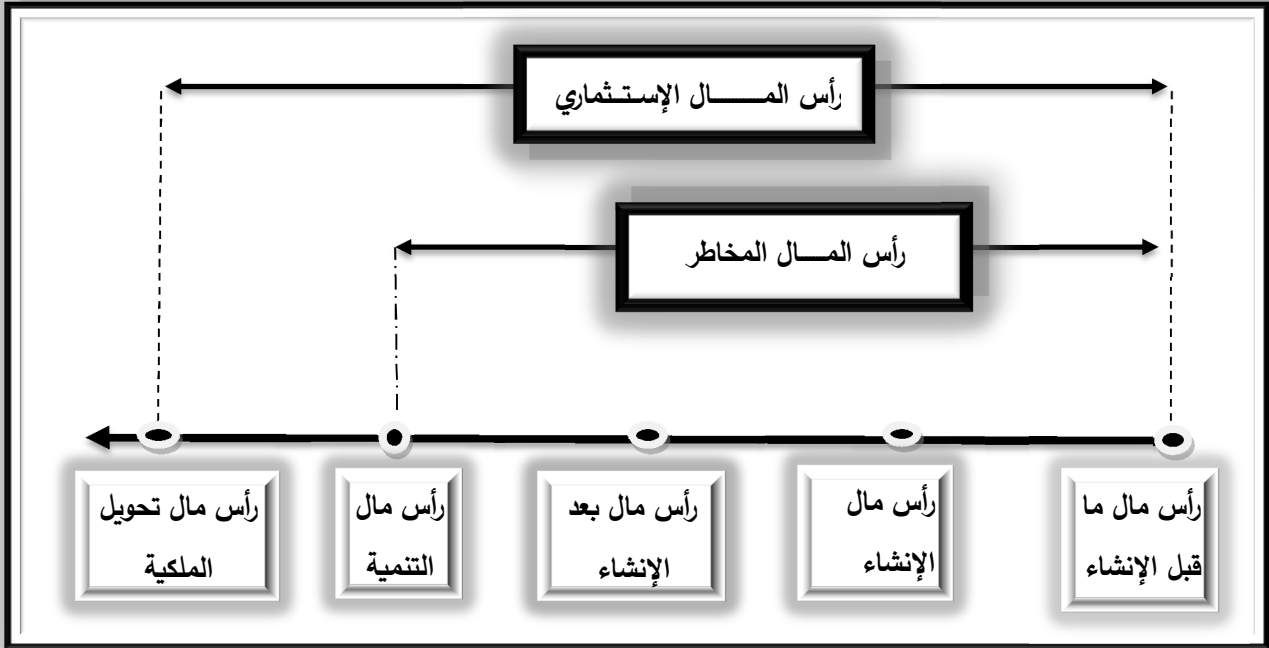 رأس المـــــال الإستـثماري
رأس المــــال المخاطر
رأس مال ما
قبل الإنشاء
رأس مال
الإنشاء
رأس مال بعد
الإنشاء
رأس مال
التنمية
رأس مال تحويل
الملكية